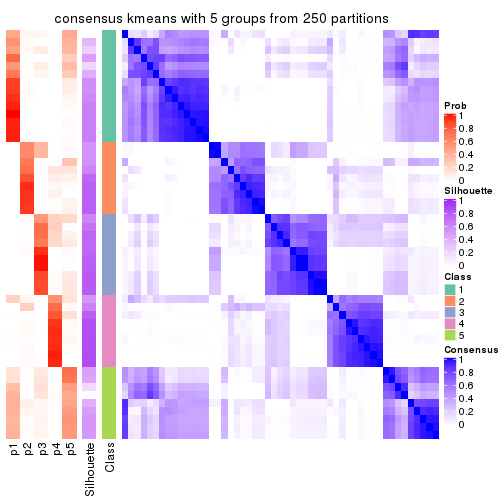 consensus kmeans with 5 groups from 250 partitions
Prob
1
0.8
0.6
0.4
0.2
0
Silhouette
1
0.8
0.6
0.4
0.2
0
Class
1
2
3
4
5
Consensus
1
0.8
0.6
0.4
0.2
0
p1
p2
p3
p4
p5
Silhouette
Class